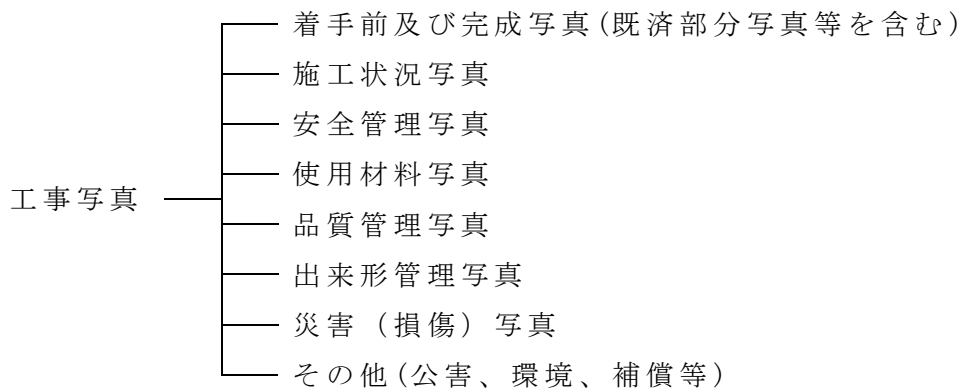 着手前及び完成写真(既済部分写真等を含む)
施工状況写真
安全管理写真
使用材料写真
工事写真
品質管理写真
出来形管理写真
災害（損傷）写真
その他(公害、環境、補償等)